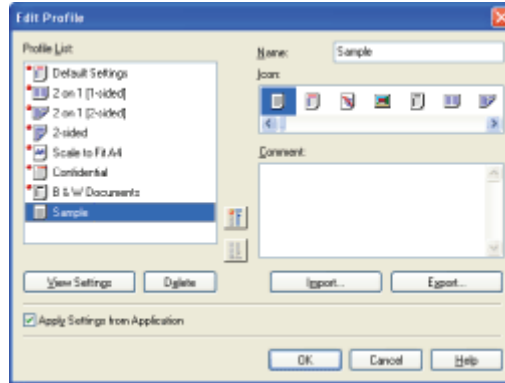 Edit Profile
Profile List:
Default Settings
2 on 1 [1-sided]
2 on 1 [2-sided]
2-sided
Scale to Fit A4
Confidential
B & W Documents
Sample
View Settings
Delete
Name:
Sample
Icon:
Comment:
Import...
Export...
Apply Settings from Application
OK
Cancel
Help